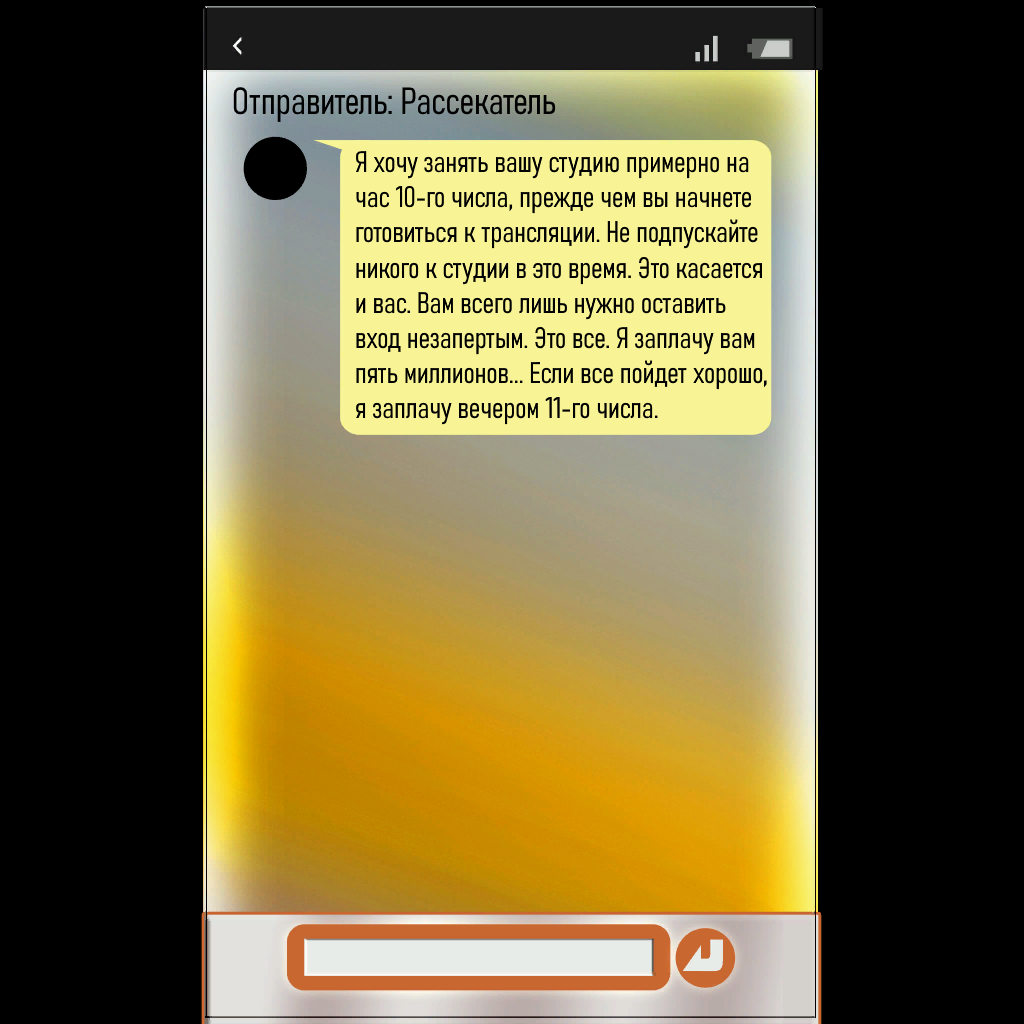 Отправитель: Рассекатель
Я хочу занять вашу студию примерно на
час 10-го числа, прежде чем вы начнете
готовиться к трансляции. Не подпускайте
никого к студии в это время. Это касается
и вас. Вам всего лишь нужно оставить
вход незапертым. Это все. Я заплачу вам
пять миллионов... Если все пойдет хорошо,
я заплачу вечером 11-го числа.